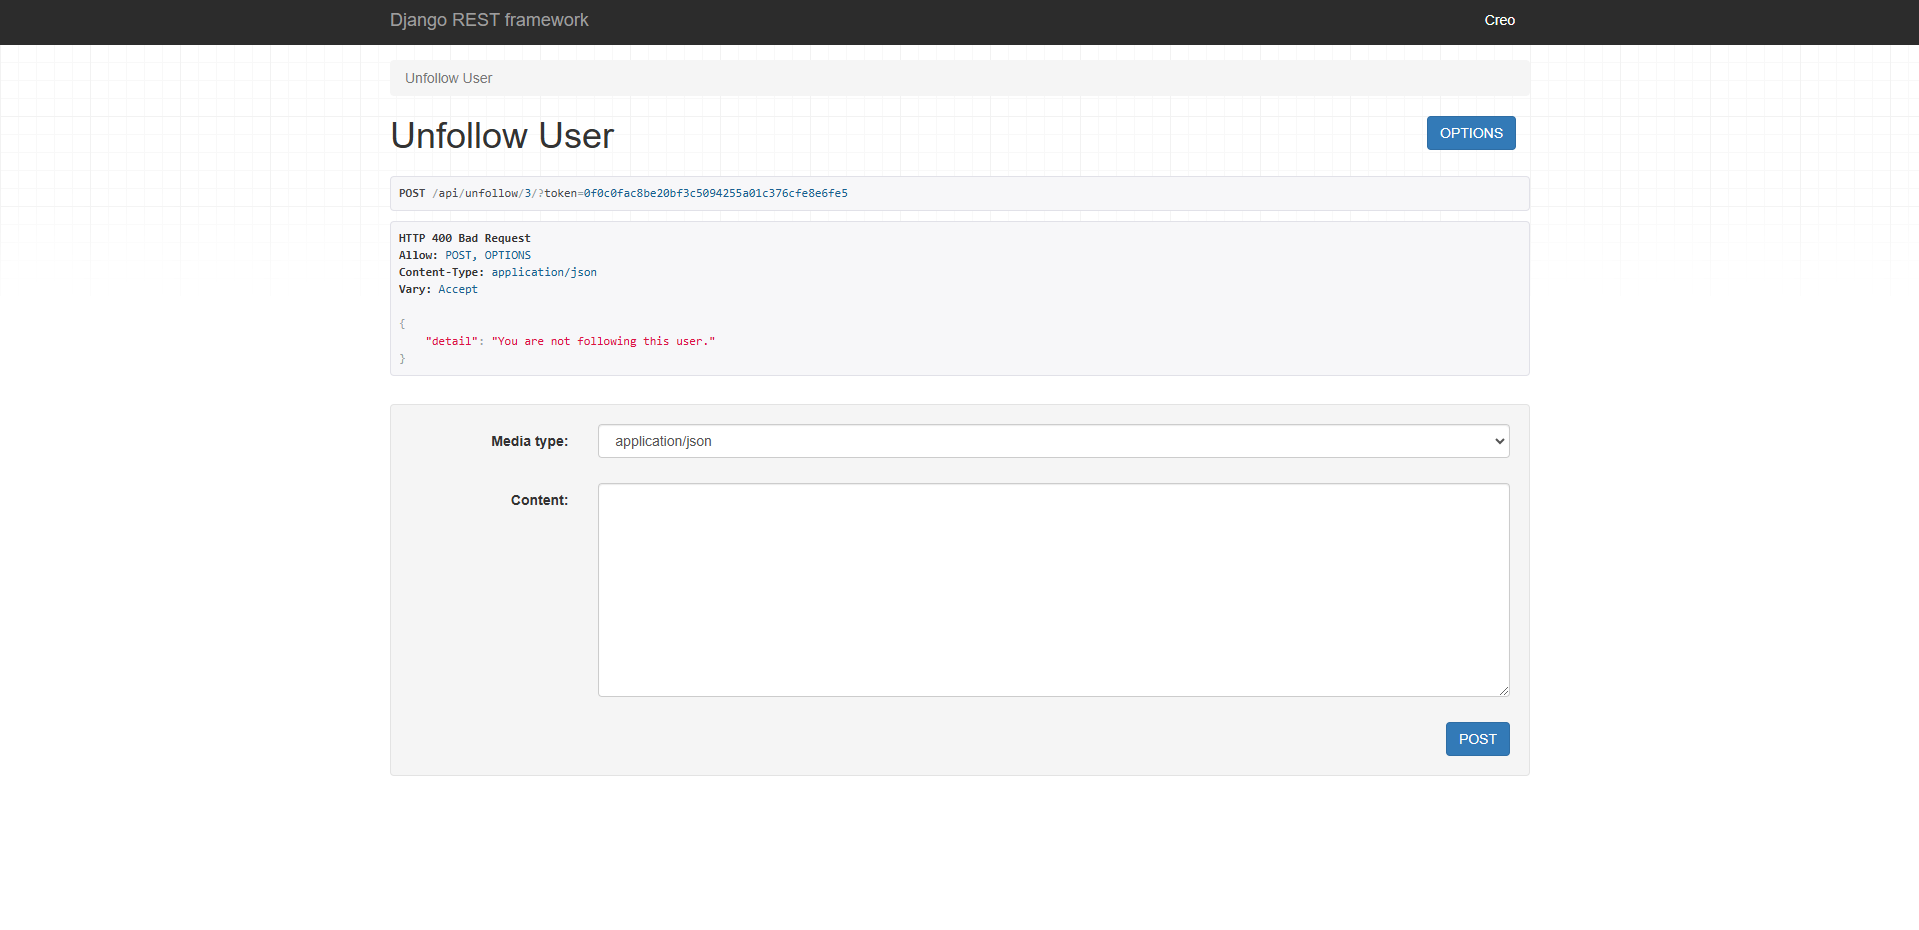 Django REST framework
Creo
Unfollow User
Unfollow User
OPTIONS
POST /api/unfollow/3/?token=0f0c0fac8be20bf3c5094255a01c376cfe8e6fe5
HTTP 400 Bad Request
Allow: POST, OPTIONS
Content-Type: application/json
Vary: Accept
{
    "detail": "You are not following this user."
}
Media type:
application/json
Content:
POST